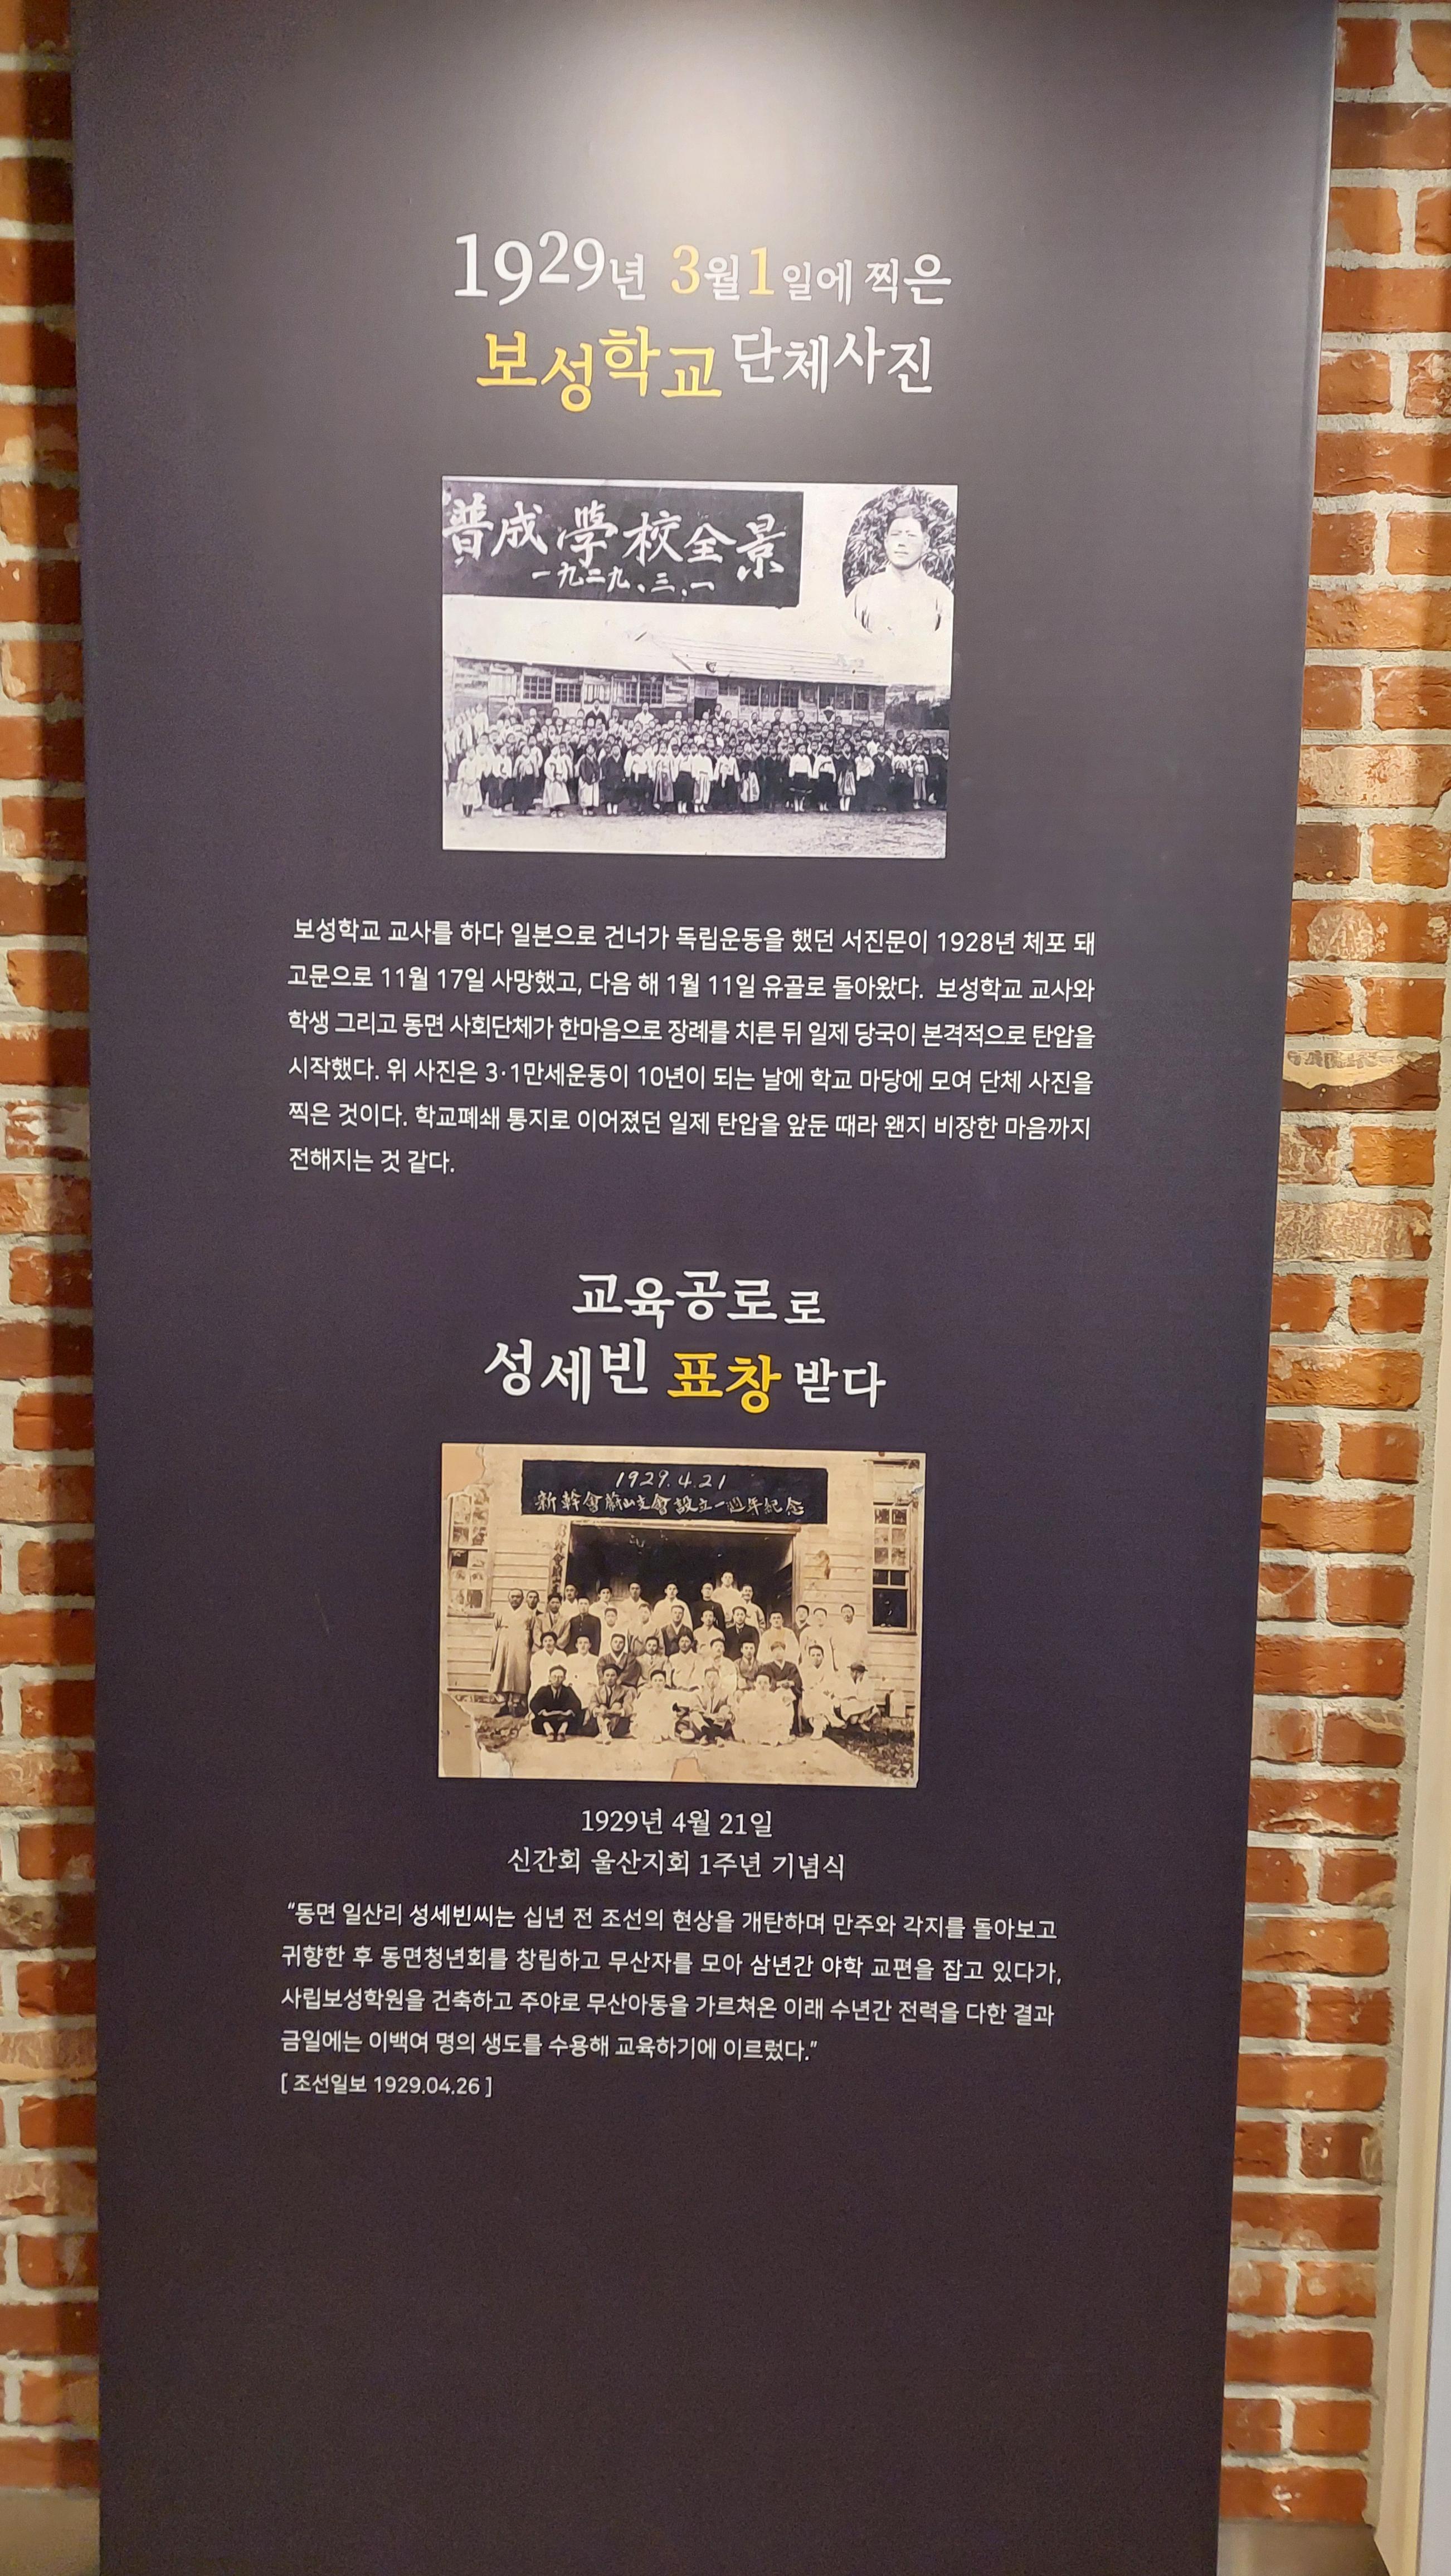 1929년 3월1일에 찍은
보성학교 단체사진
普成學校全景
一九二九、三、一
보성학교 교사를 하다 일본으로 건너가 독립운동을 했던 서진문이 1928년 체포 돼
고문으로 11월 17일 사망했고, 다음 해 1월 11일 유골로 돌아왔다. 보성학교 교사와
학생 그리고 동면 사회단체가 한마음으로 장례를 치른 뒤 일제 당국이 본격적으로 탄압을
시작했다. 위 사진은 3·1만세운동이 10년이 되는 날에 학교 마당에 모여 단체 사진을
찍은 것이다. 학교폐쇄 통지로 이어졌던 일제 탄압을 앞둔 때라 왠지 비장한 마음까지
전해지는 것 같다.
교육공로로
성세빈 표창 받다
1929.4.21
新幹會蔚山支會設立一週年紀念
1929년 4월 21일
신간회 울산지회 1주년 기념식
“동면 일산리 성세빈씨는 십년 전 조선의 현상을 개탄하며 만주와 각지를 돌아보고
귀향한 후 동면청년회를 창립하고 무산자를 모아 삼년간 야학 교편을 잡고 있다가,
사립보성학원을 건축하고 주야로 무산아동을 가르쳐온 이래 수년간 전력을 다한 결과
금일에는 이백여 명의 생도를 수용해 교육하기에 이르렀다.”
[ 조선일보 1929.04.26 ]